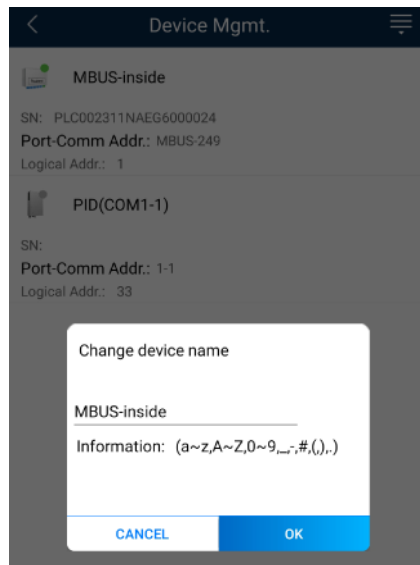 Device Mgmt.
MBUS-inside
SN: PLC002311NAEG6000024
Port-Comm Addr.: MBUS-249
Logical Addr.: 1
PID(COM1-1)
SN:
Port-Comm Addr.: 1-1
Logical Addr.: 33
Change device name
MBUS-inside
Information: (a~z,A~Z,0~9,_,-,#,(,),.)
CANCEL OK